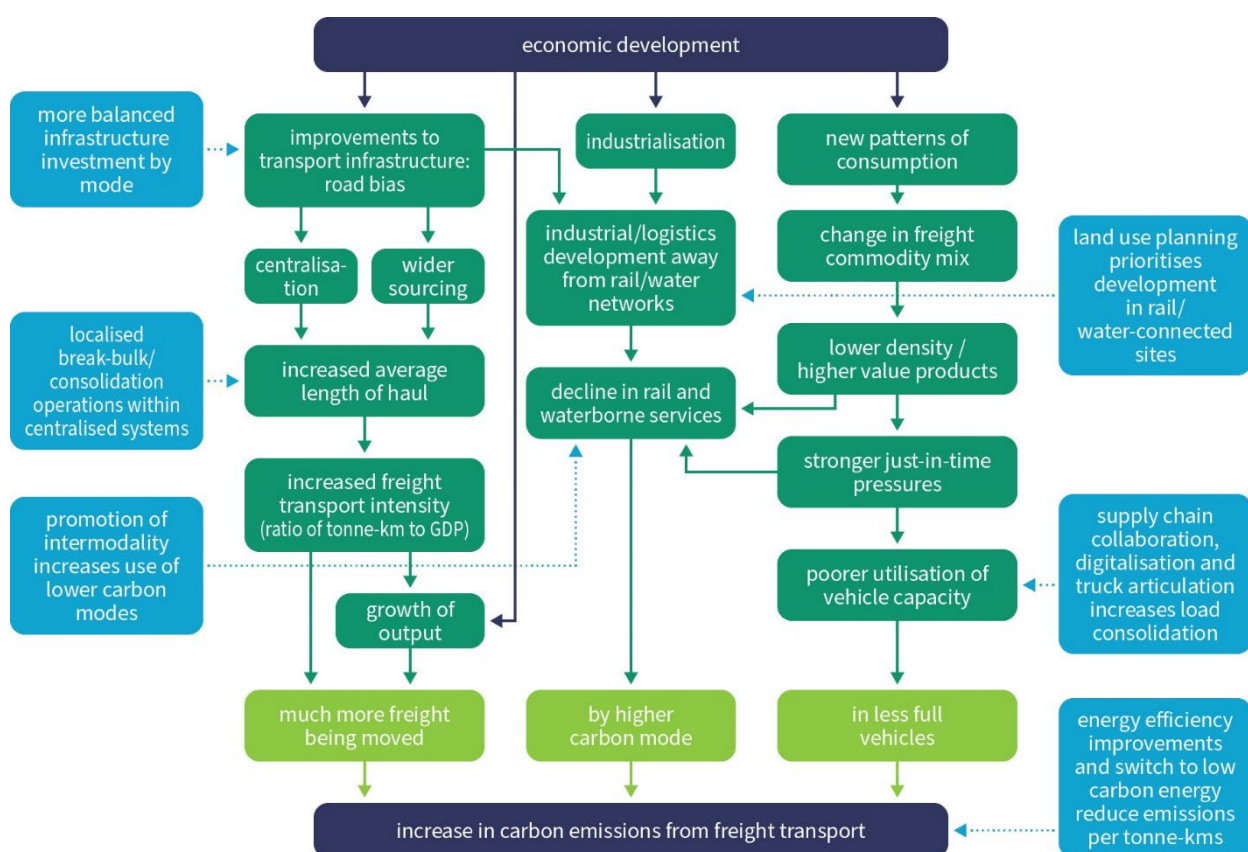 economic development
more balanced
infrastructure
investment by
mode
improvements to
transport infrastructure:
road bias
industrialisation
new patterns of
consumption
centralisa-
tion
wider
sourcing
industrial/logistics
development away
from rail/water
networks
change in freight
commodity mix
land use planning
prioritises
development
in rail/
water-connected
sites
localised
break-bulk/
consolidation
operations within
centralised systems
increased average
length of haul
decline in rail and
waterborne services
lower density /
higher value products
increased freight
transport intensity
(ratio of tonne-km to GDP)
stronger just-in-time
pressures
promotion of
intermodality
increases use of
lower carbon
modes
growth of
output
poorer utilisation of
vehicle capacity
supply chain
collaboration,
digitalisation and
truck articulation
increases load
consolidation
much more freight
being moved
by higher
carbon mode
in less full
vehicles
energy efficiency
improvements
and switch to low
carbon energy
reduce emissions
per tonne-kms
increase in carbon emissions from freight transport